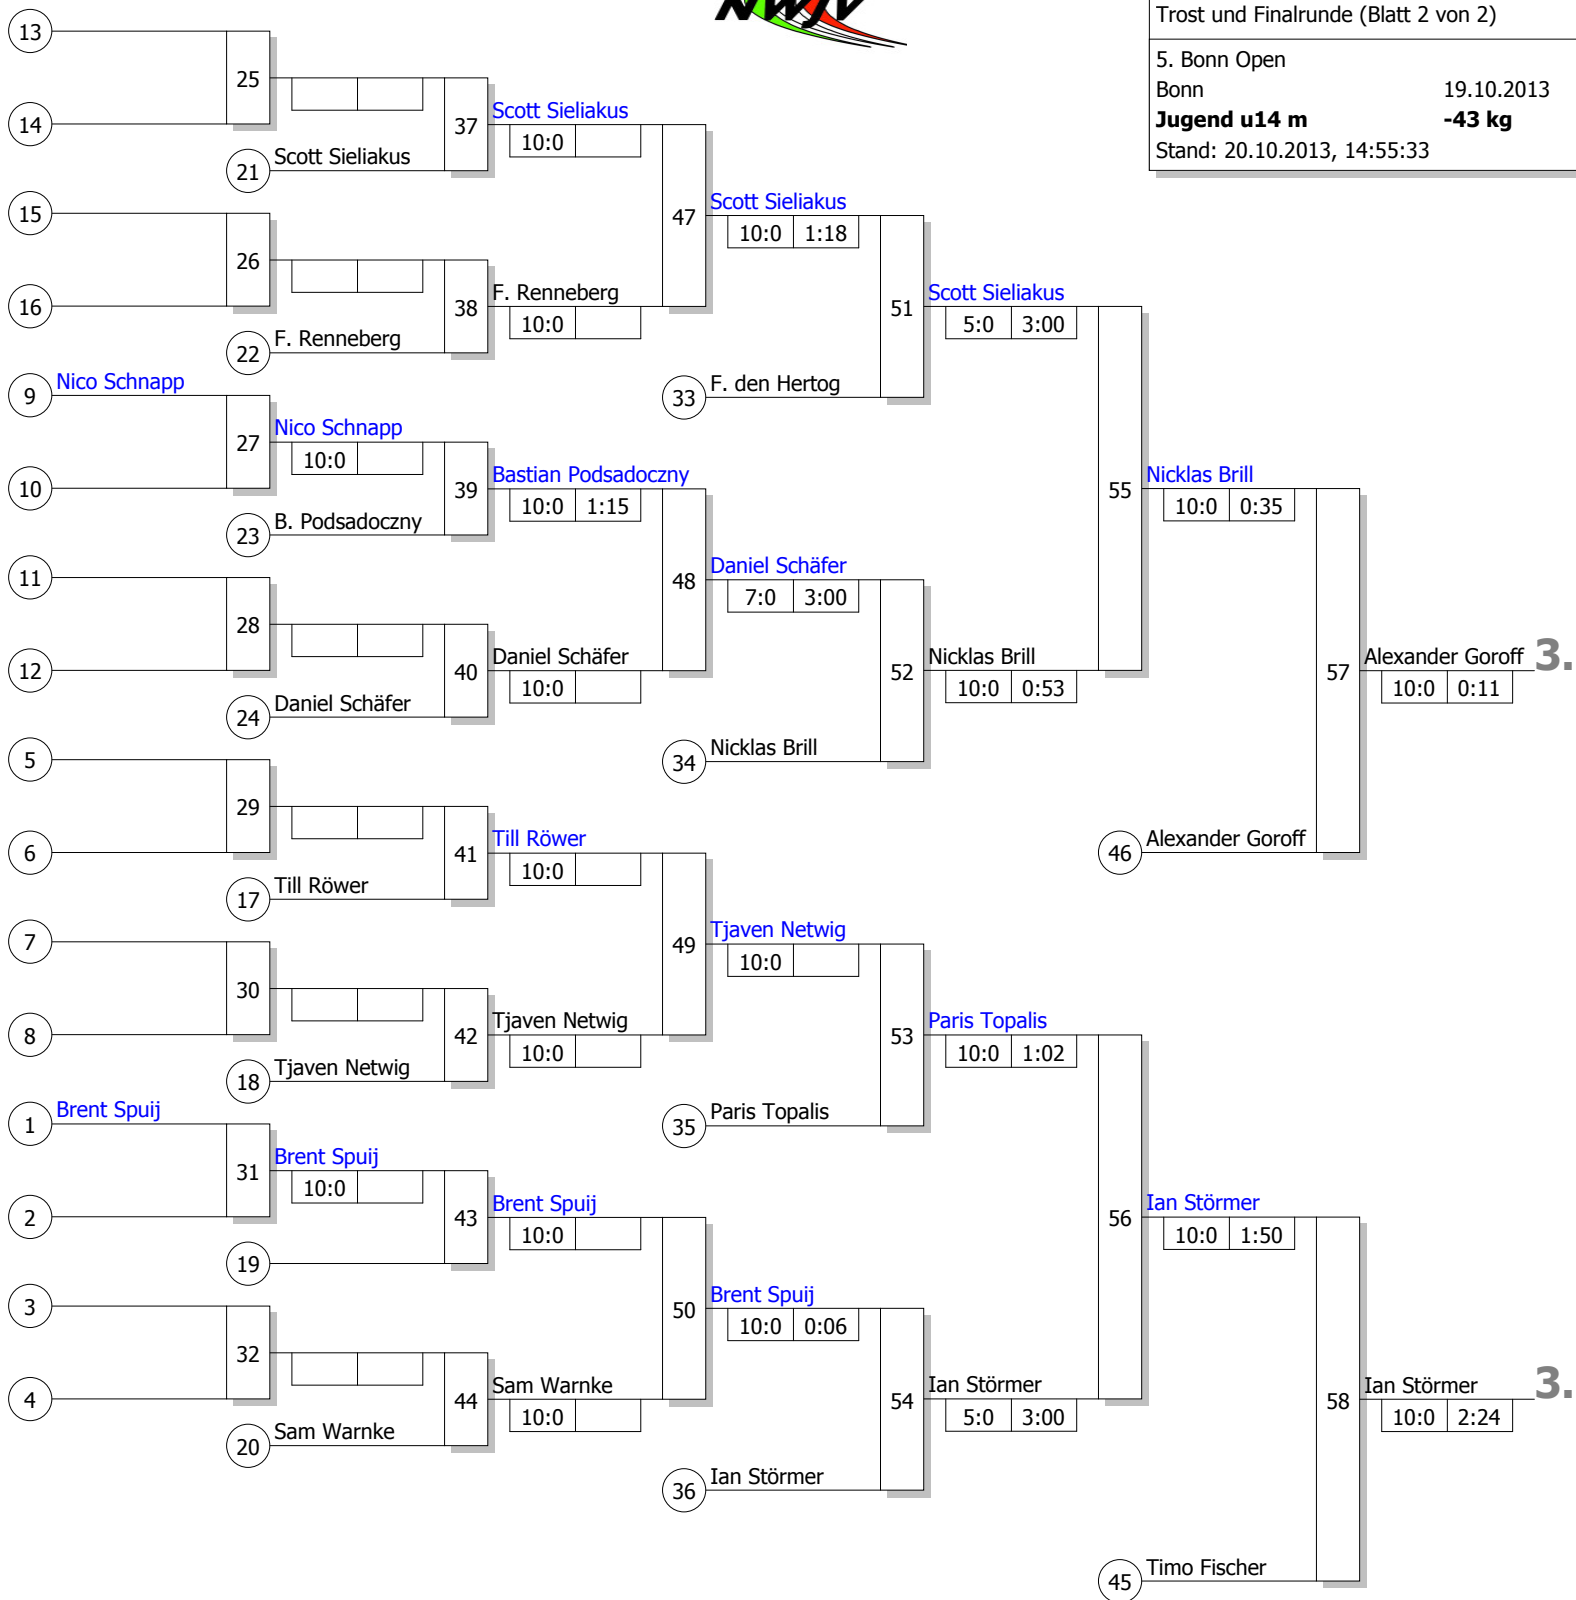 NWJV
Trost und Finalrunde (Blatt 2 von 2)
5. Bonn Open
Bonn 19.10.2013
Jugend u14 m -43 kg
Stand: 20.10.2013, 14:55:33
13
25
14
37
Scott Sieliakus
10:0
21
Scott Sieliakus
15
47
Scott Sieliakus
10:0 1:18
26
16
38
F. Renneberg
10:0
22
F. Renneberg
51
Scott Sieliakus
5:0 3:00
9
Nico Schnapp
33
F. den Hertog
27
Nico Schnapp
10:0
10
39
Bastian Podsadoczny
10:0 1:15
23
B. Podsadoczny
55
Nicklas Brill
10:0 0:35
11
48
Daniel Schäfer
7:0 3:00
28
12
40
Daniel Schäfer
10:0
24
Daniel Schäfer
52
Nicklas Brill
10:0 0:53
57
Alexander Goroff 3.
10:0 0:11
5
34
Nicklas Brill
29
6
41
Till Röwer
10:0
46
Alexander Goroff
17
Till Röwer
7
49
Tjaven Netwig
10:0
30
8
42
Tjaven Netwig
10:0
18
Tjaven Netwig
53
Paris Topalis
10:0 1:02
1
Brent Spuij
35
Paris Topalis
31
Brent Spuij
10:0
2
43
Brent Spuij
10:0
19
56
Ian Störmer
10:0 1:50
3
50
Brent Spuij
10:0 0:06
32
4
44
Sam Warnke
10:0
20
Sam Warnke
54
Ian Störmer
5:0 3:00
58
Ian Störmer 3.
10:0 2:24
36
Ian Störmer
45
Timo Fischer